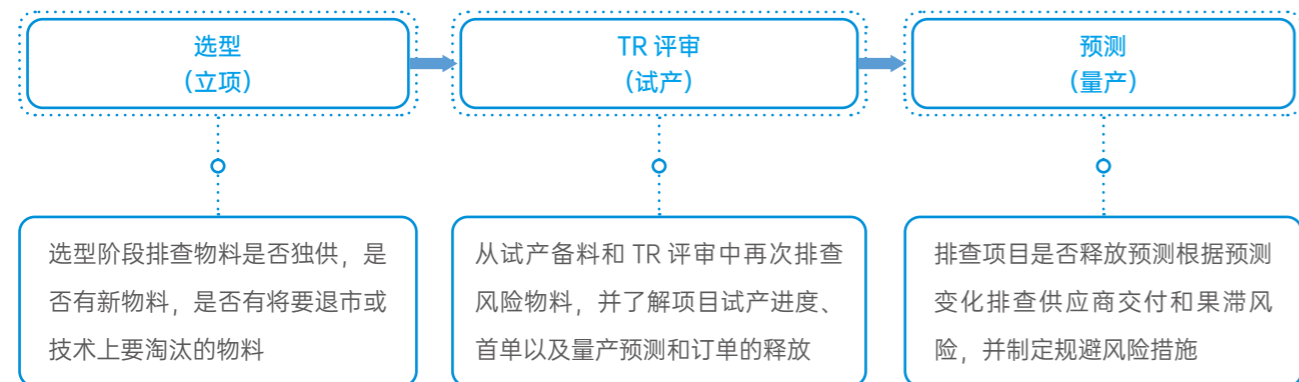 选型
（立项）
TR 评审
（试产）
预测
（量产）
选型阶段排查物料是否独供，是
否有新物料，是否有将要退市或
技术上要淘汰的物料
从试产备料和 TR 评审中再次排查
风险物料，并了解项目试产进度、
首单以及量产预测和订单的释放
排查项目是否释放预测根据预测
变化排查供应商交付和果滞风
险，并制定规避风险措施